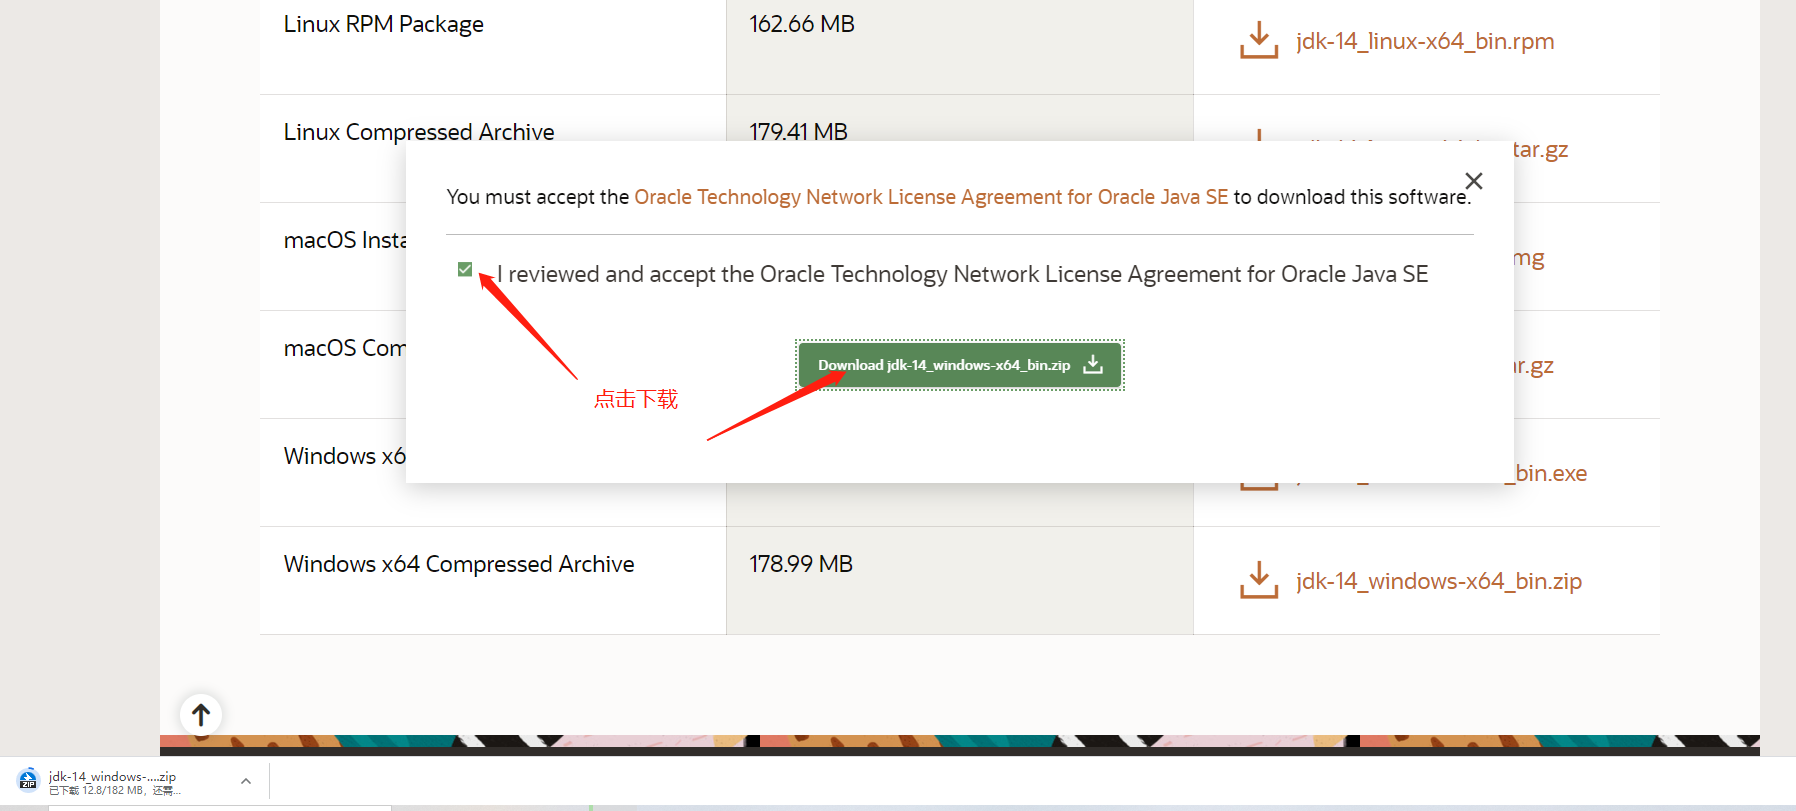 Linux RPM Package
162.66 MB
jdk-14_linux-x64_bin.rpm
Linux Compressed Archive
179.41 MB
tar.gz
You must accept the Oracle Technology Network License Agreement for Oracle Java SE to download this software.
macOS Insta
mg
I reviewed and accept the Oracle Technology Network License Agreement for Oracle Java SE
macOS Com
r.gz
Download jdk-14_windows-x64_bin.zip
点击下载
Windows x6
_bin.exe
Windows x64 Compressed Archive
178.99 MB
jdk-14_windows-x64_bin.zip
ZIP
jdk-14_windows-....zip
已下载 12.8/182 MB，还需...